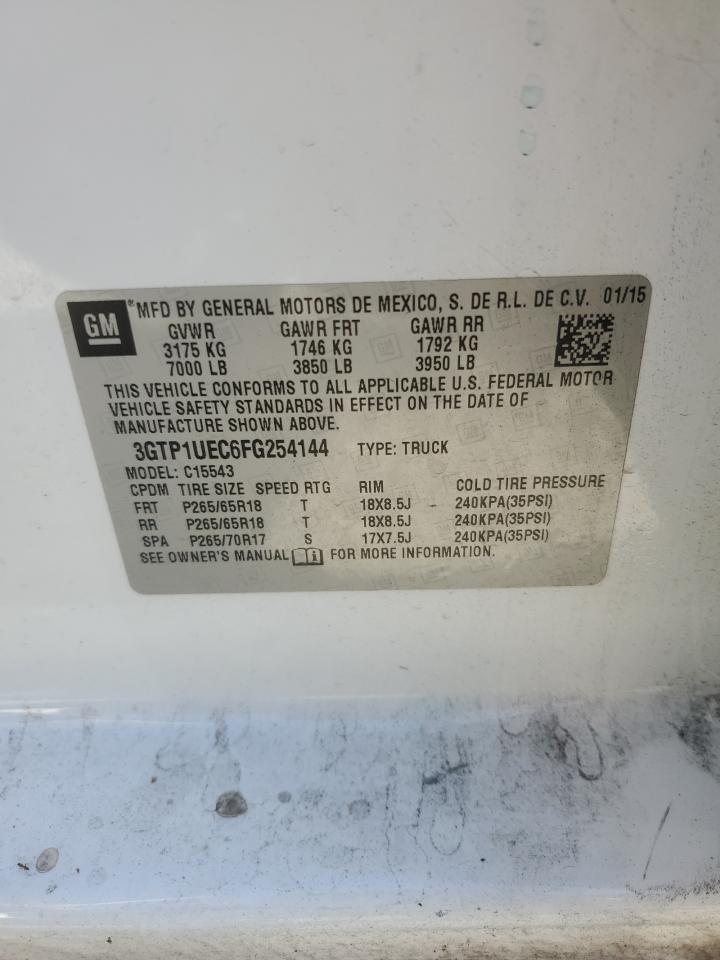 GM ® MFD BY GENERAL MOTORS DE MEXICO, S. DE R.L. DE C.V. 01/15
GVWR GAWR FRT GAWR RR
3175 KG 1746 KG 1792 KG
7000 LB 3850 LB 3950 LB
THIS VEHICLE CONFORMS TO ALL APPLICABLE U.S. FEDERAL MOTOR
VEHICLE SAFETY STANDARDS IN EFFECT ON THE DATE OF
MANUFACTURE SHOWN ABOVE.
3GTP1UEC6FG254144 TYPE: TRUCK
MODEL: C15543
CPDM TIRE SIZE SPEED RTG RIM COLD TIRE PRESSURE
FRT P265/65R18 T 18X8.5J 240KPA(35PSI)
RR P265/65R18 T 18X8.5J 240KPA(35PSI)
SPA P265/70R17 S 17X7.5J 240KPA(35PSI)
SEE OWNER'S MANUAL FOR MORE INFORMATION.